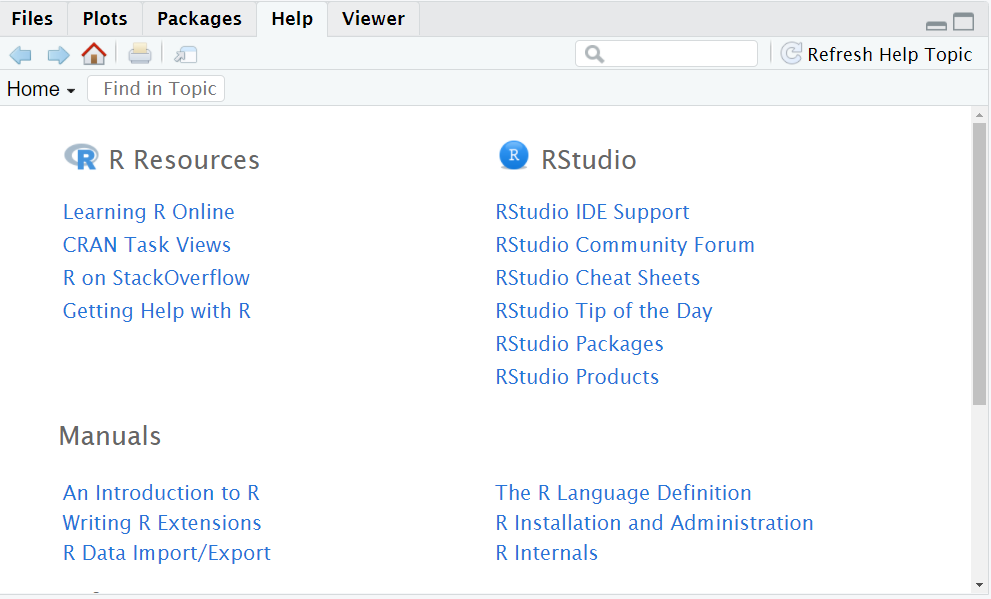 Files Plots Packages Help Viewer
Refresh Help Topic
Home Find in Topic
R Resources
Learning R Online
CRAN Task Views
R on StackOverflow
Getting Help with R
R RStudio
RStudio IDE Support
RStudio Community Forum
RStudio Cheat Sheets
RStudio Tip of the Day
RStudio Packages
RStudio Products
Manuals
An Introduction to R
Writing R Extensions
R Data Import/Export
The R Language Definition
R Installation and Administration
R Internals